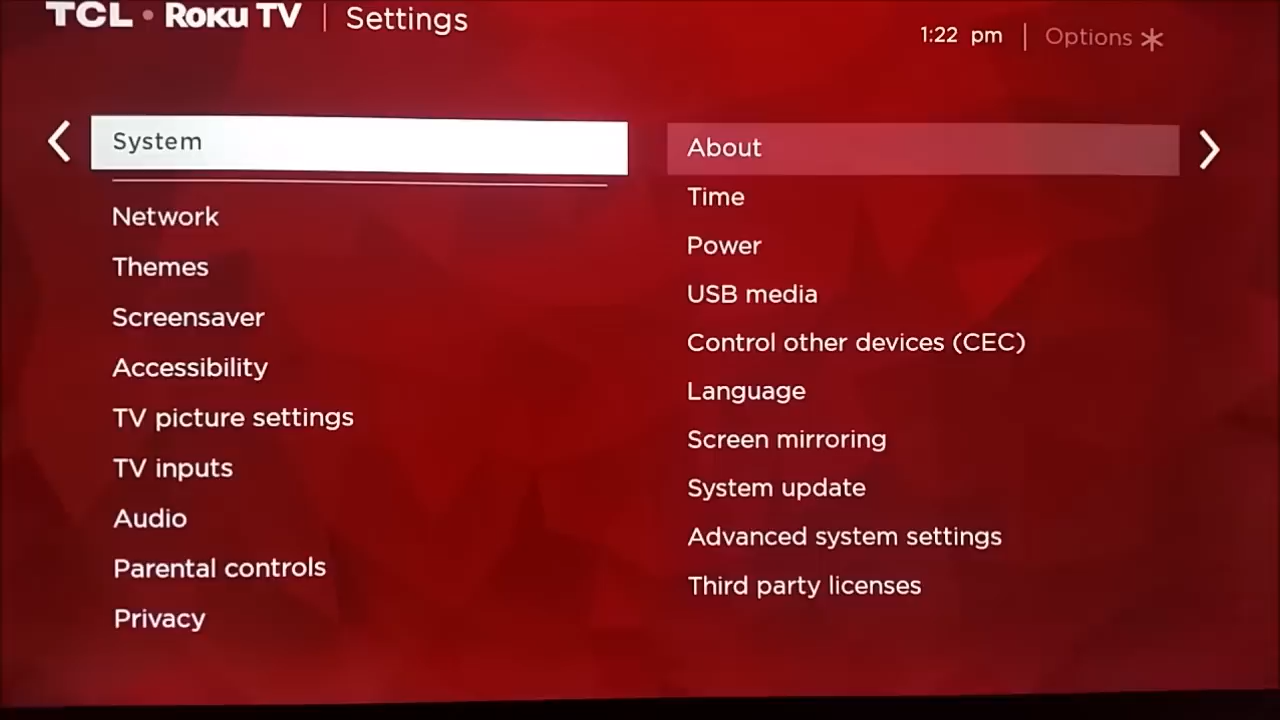 TCL • Roku TV | Settings
1:22 pm | Options
System
Network
Themes
Screensaver
Accessibility
TV picture settings
TV inputs
Audio
Parental controls
Privacy
About
Time
Power
USB media
Control other devices (CEC)
Language
Screen mirroring
System update
Advanced system settings
Third party licenses